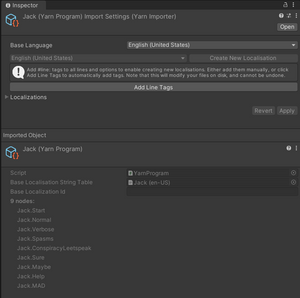 Inspector
Jack (Yarn Program) Import Settings (Yarn Importer)
Open
Base Language
English (United States)
English (United States)
Create New Localisation
Add #line: tags to all lines and options to enable creating new localisations. Either add them manually, or click
Add Line Tags to automatically add tags. Note that this will modify your files on disk, and cannot be undone.
Add Line Tags
Localizations
Revert
Apply
Imported Object
Jack (Yarn Program)
Script
YarnProgram
Base Localisation String Table
Jack (en-US)
Base Localization Id
9 nodes:
Jack.Start
Jack.Normal
Jack.Verbose
Jack.Spasms
Jack.ConspiracyLeetspeak
Jack.Sure
Jack.Maybe
Jack.Help
Jack.MAD